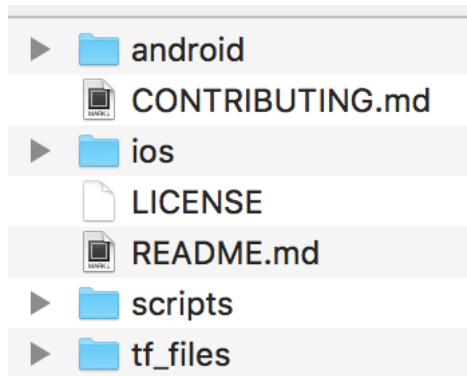 android
CONTRIBUTING.md
ios
LICENSE
README.md
scripts
tf_files